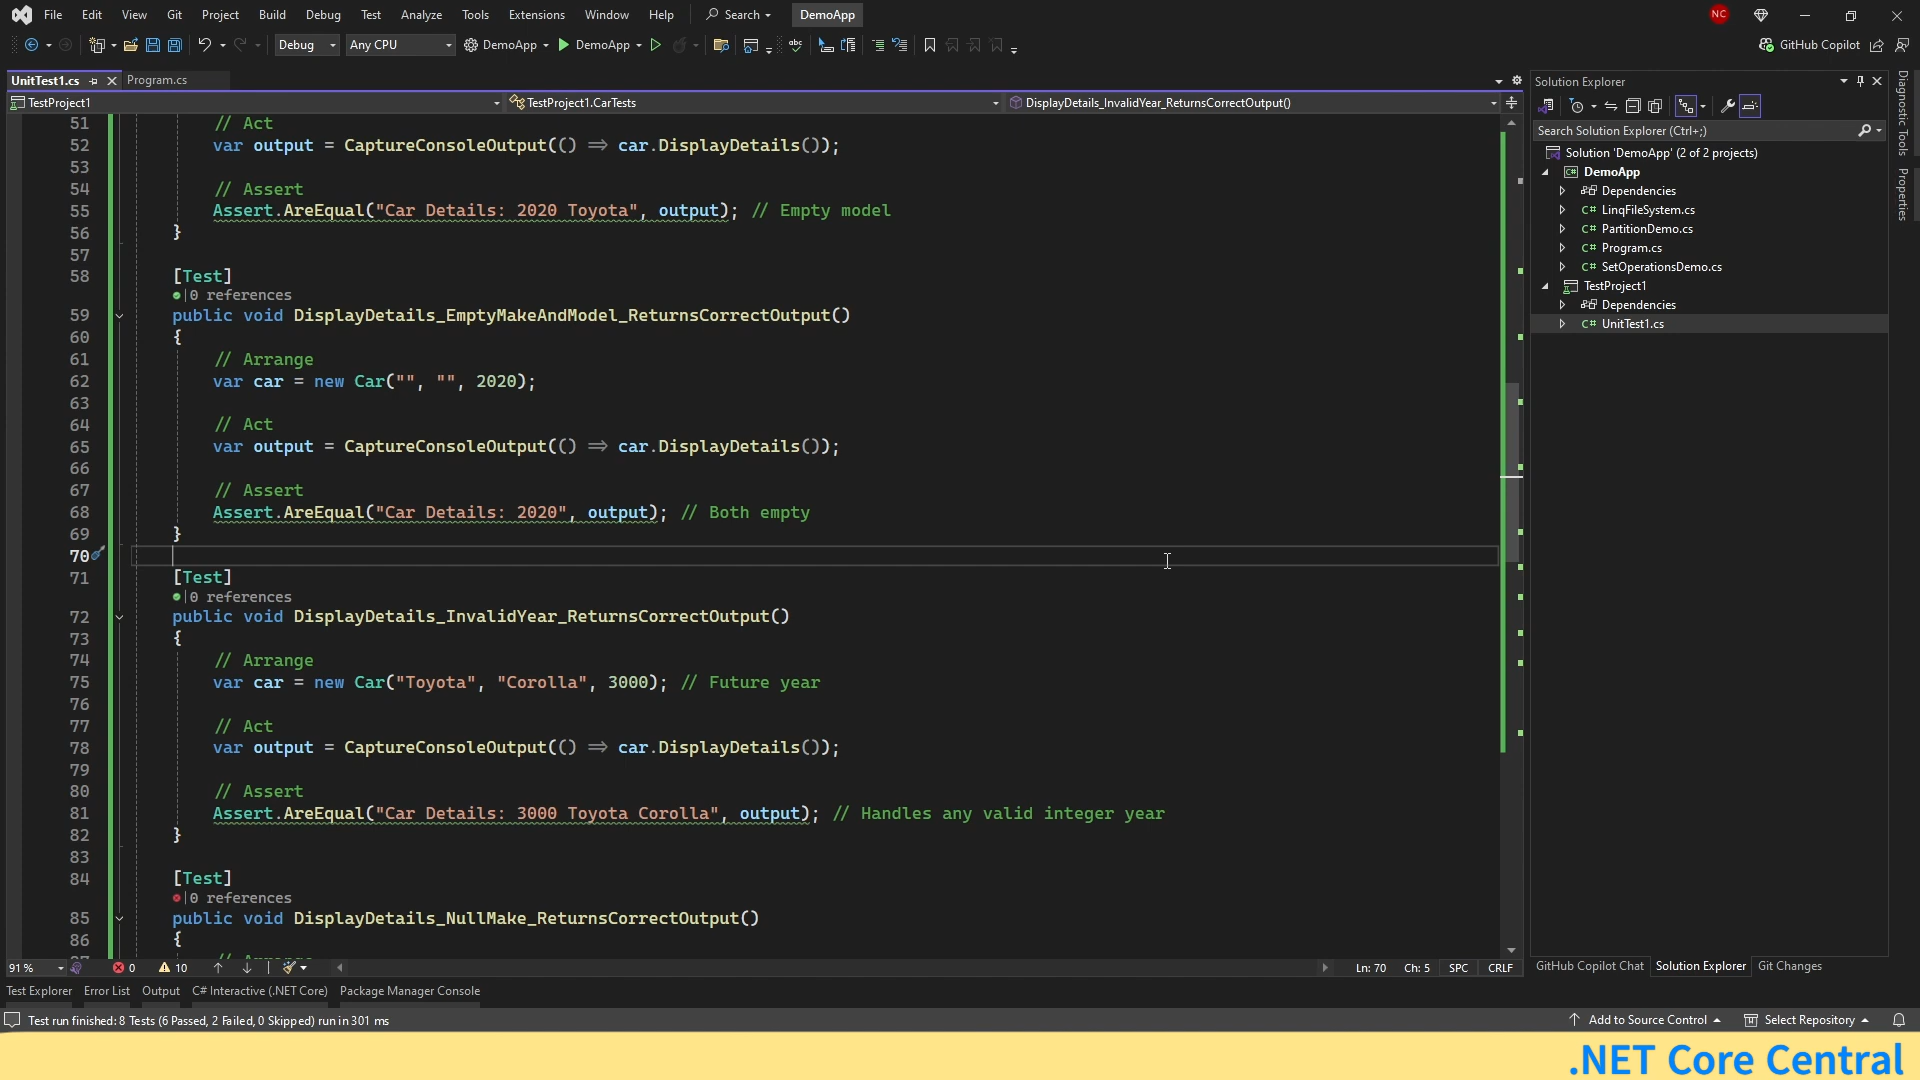 File Edit View Git Project Build Debug Test Analyze Tools Extensions Window Help Search DemoApp NC
Debug Any CPU DemoApp DemoApp abc GitHub Copilot
UnitTest1.cs Program.cs
TestProject1 TestProject1.CarTests DisplayDetails_InvalidYear_ReturnsCorrectOutput()
51 // Act
52 var output = CaptureConsoleOutput(() => car.DisplayDetails());
53
54 // Assert
55 Assert.AreEqual("Car Details: 2020 Toyota", output); // Empty model
56 }
57
58 [Test]
0 references
59 public void DisplayDetails_EmptyMakeAndModel_ReturnsCorrectOutput()
60 {
61 // Arrange
62 var car = new Car("", "", 2020);
63
64 // Act
65 var output = CaptureConsoleOutput(() => car.DisplayDetails());
66
67 // Assert
68 Assert.AreEqual("Car Details: 2020", output); // Both empty
69 }
70
71 [Test]
0 references
72 public void DisplayDetails_InvalidYear_ReturnsCorrectOutput()
73 {
74 // Arrange
75 var car = new Car("Toyota", "Corolla", 3000); // Future year
76
77 // Act
78 var output = CaptureConsoleOutput(() => car.DisplayDetails());
79
80 // Assert
81 Assert.AreEqual("Car Details: 3000 Toyota Corolla", output); // Handles any valid integer year
82 }
83
84 [Test]
0 references
85 public void DisplayDetails_NullMake_ReturnsCorrectOutput()
86 {
91 % 0 10 Ln: 70 Ch: 5 SPC CRLF
Solution Explorer
Search Solution Explorer (Ctrl+;)
Solution 'DemoApp' (2 of 2 projects)
C# DemoApp
Dependencies
C# LinqFileSystem.cs
C# PartitionDemo.cs
C# Program.cs
C# SetOperationsDemo.cs
TestProject1
Dependencies
C# UnitTest1.cs
GitHub Copilot Chat Solution Explorer Git Changes
Diagnostic Tools
Properties
Test Explorer Error List Output C# Interactive (.NET Core) Package Manager Console
Test run finished: 8 Tests (6 Passed, 2 Failed, 0 Skipped) run in 301 ms Add to Source Control Select Repository
.NET Core Central